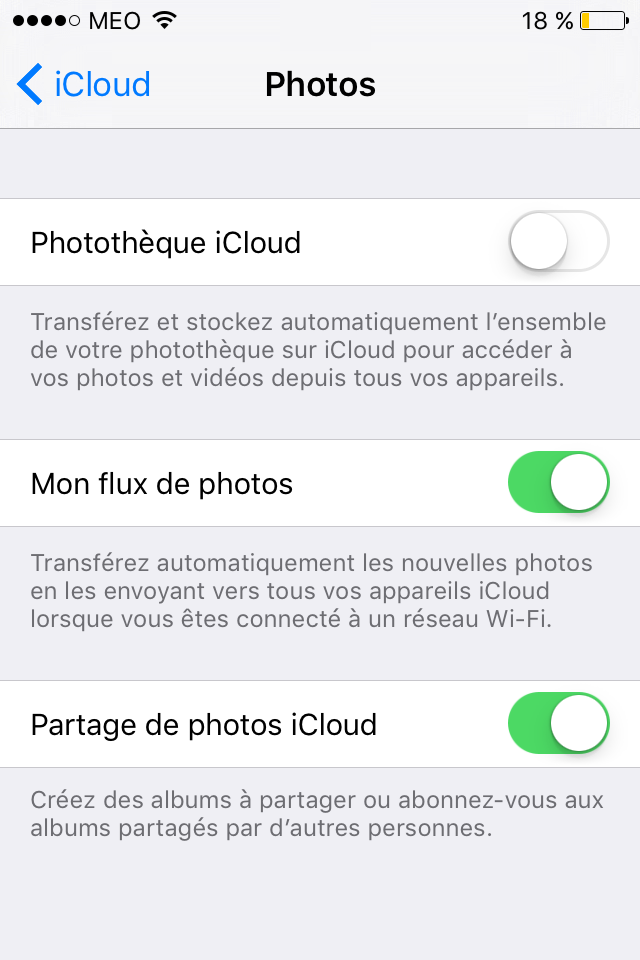 MEO 18 %
iCloud Photos
Photothèque iCloud
Transférez et stockez automatiquement l’ensemble
de votre photothèque sur iCloud pour accéder à
vos photos et vidéos depuis tous vos appareils.
Mon flux de photos
Transférez automatiquement les nouvelles photos
en les envoyant vers tous vos appareils iCloud
lorsque vous êtes connecté à un réseau Wi-Fi.
Partage de photos iCloud
Créez des albums à partager ou abonnez-vous aux
albums partagés par d’autres personnes.